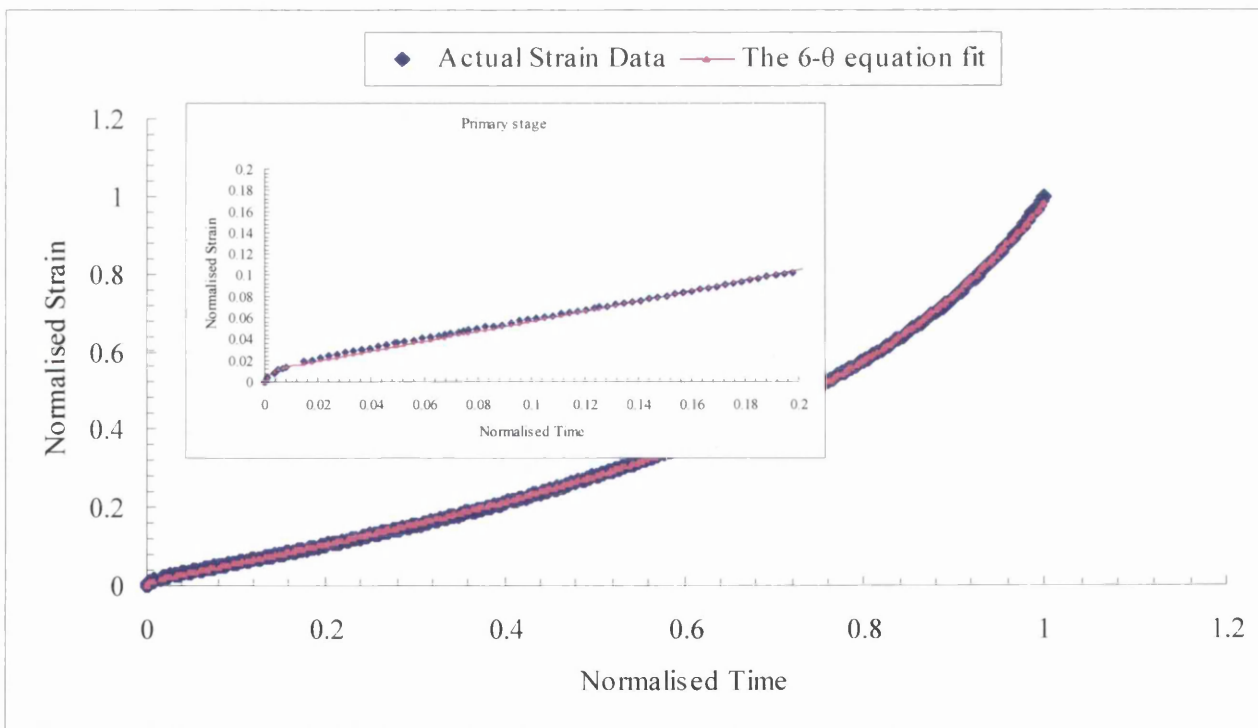 Actual Strain Data The 6-θ equation fit
1.2
1
0.8
0.6
0.4
0.2
0
Normalised Strain
0 0.2 0.4 0.6 0.8 1 1.2
Normalised Time
Primary stage
0.2
0.18
0.16
0.14
0.12
0.1
0.08
0.06
0.04
0.02
0
Normalised Strain
0 0.02 0.04 0.06 0.08 0.1 0.12 0.14 0.16 0.18 0.2
Normalised Time